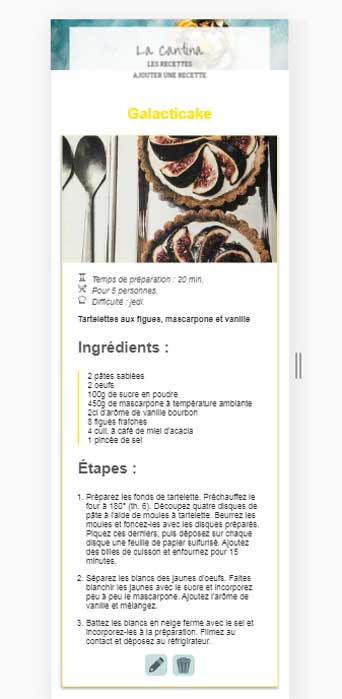 La Cantina
LES RECETTES
AJOUTER UNE RECETTE
Galacticake
Temps de préparation : 20 min.
Pour 5 personnes.
Difficulté : jedi.
Tartelettes aux figues, mascarpone et vanille
Ingrédients :
2 pâtes sablées
2 oeufs
100g de sucre en poudre
450g de mascarpone à température ambiante
2cl d'arôme de vanille bourbon
8 figues fraîches
4 cuil. à café de miel d'acacia
1 pincée de sel
Étapes :
1. Préparez les fonds de tartelette. Préchauffez le
four à 180° (th. 6). Découpez quatre disques de
pâte à l'aide de moules à tartelette. Beurrez les
moules et foncez-les avec les disques préparés.
Piquez ces derniers, puis déposez sur chaque
disque une feuille de papier sulfurisé. Ajoutez
des billes de cuisson et enfournez pour 15
minutes.
2. Séparez les blancs des jaunes d'oeufs. Faites
blanchir les jaunes avec le sucre et incorporez
peu à peu le mascarpone. Ajoutez l'arôme de
vanille et mélangez.
3. Battez les blancs en neige ferme avec le sel et
incorporez-les à la préparation. Filmez au
contact et déposez au réfrigirateur.